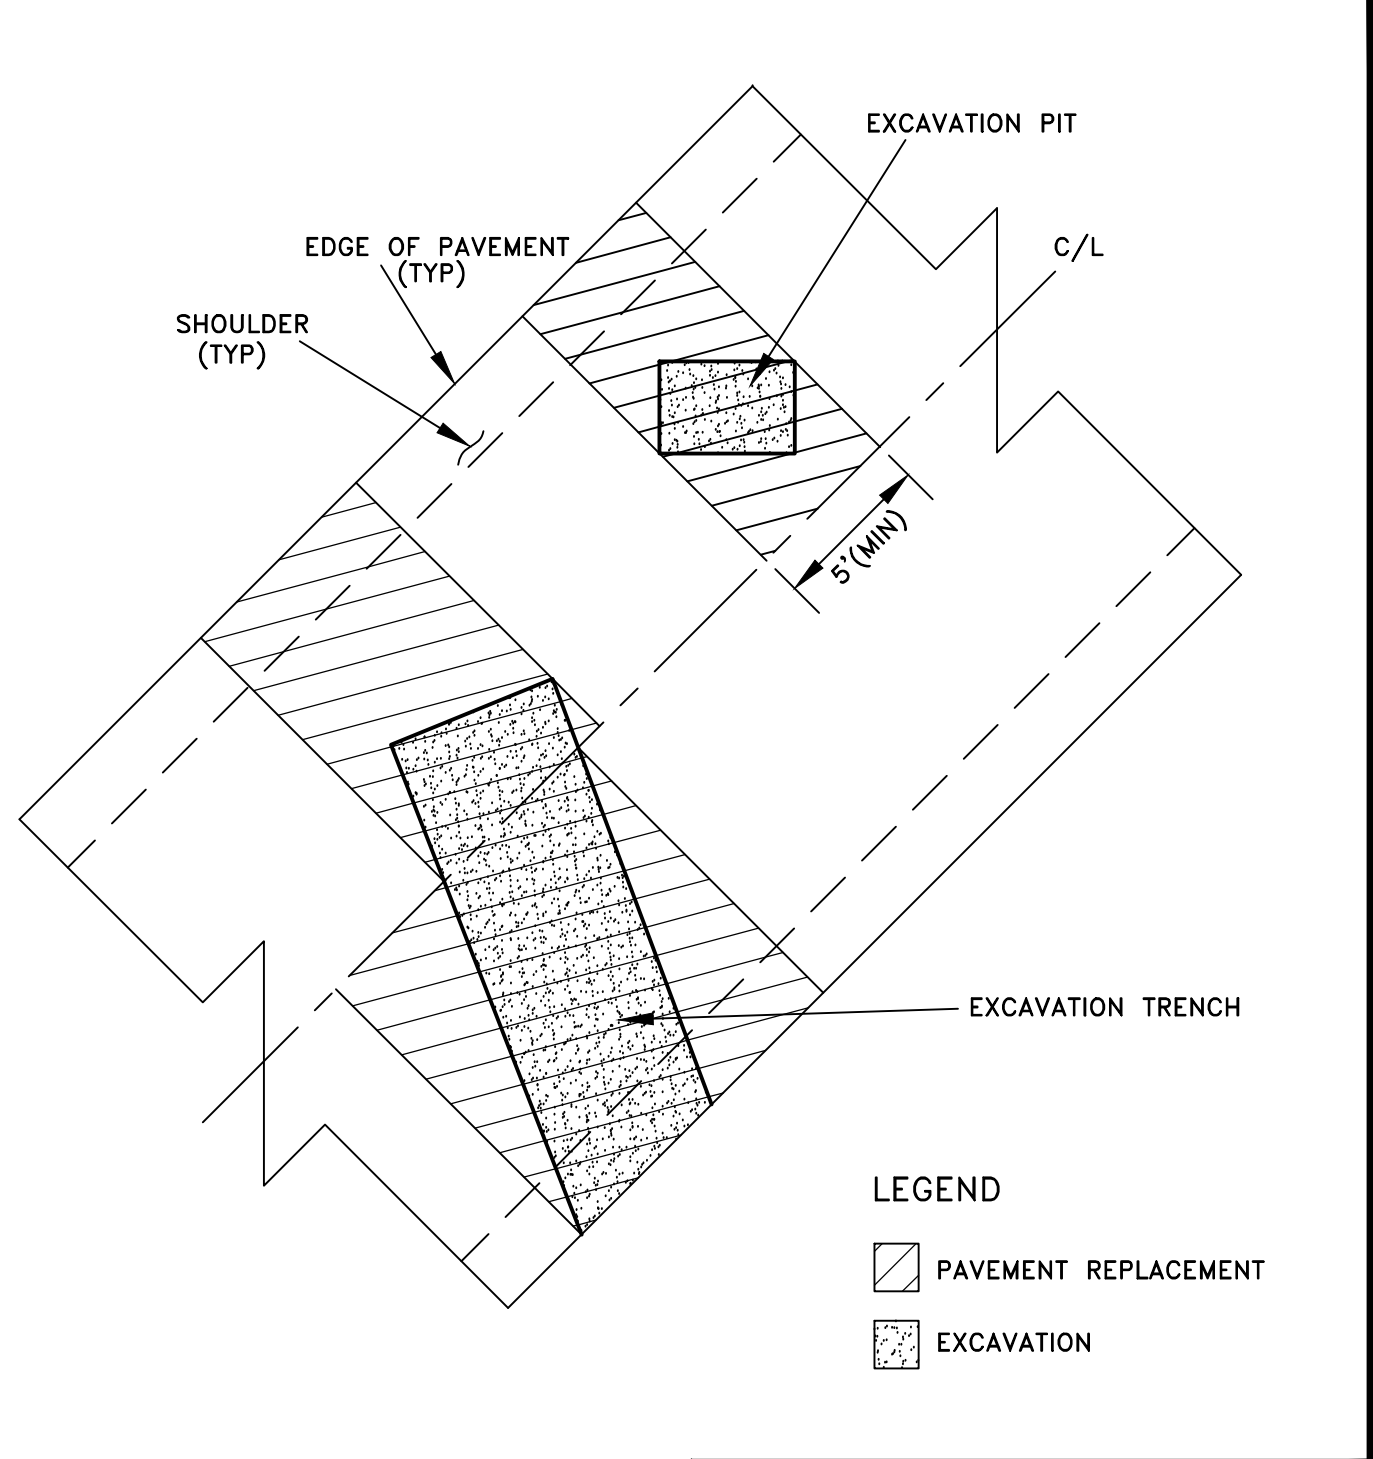 EXCAVATION PIT
EDGE OF PAVEMENT
(TYP)
C/L
SHOULDER
(TYP)
5'(MIN)
EXCAVATION TRENCH
LEGEND
PAVEMENT REPLACEMENT
EXCAVATION